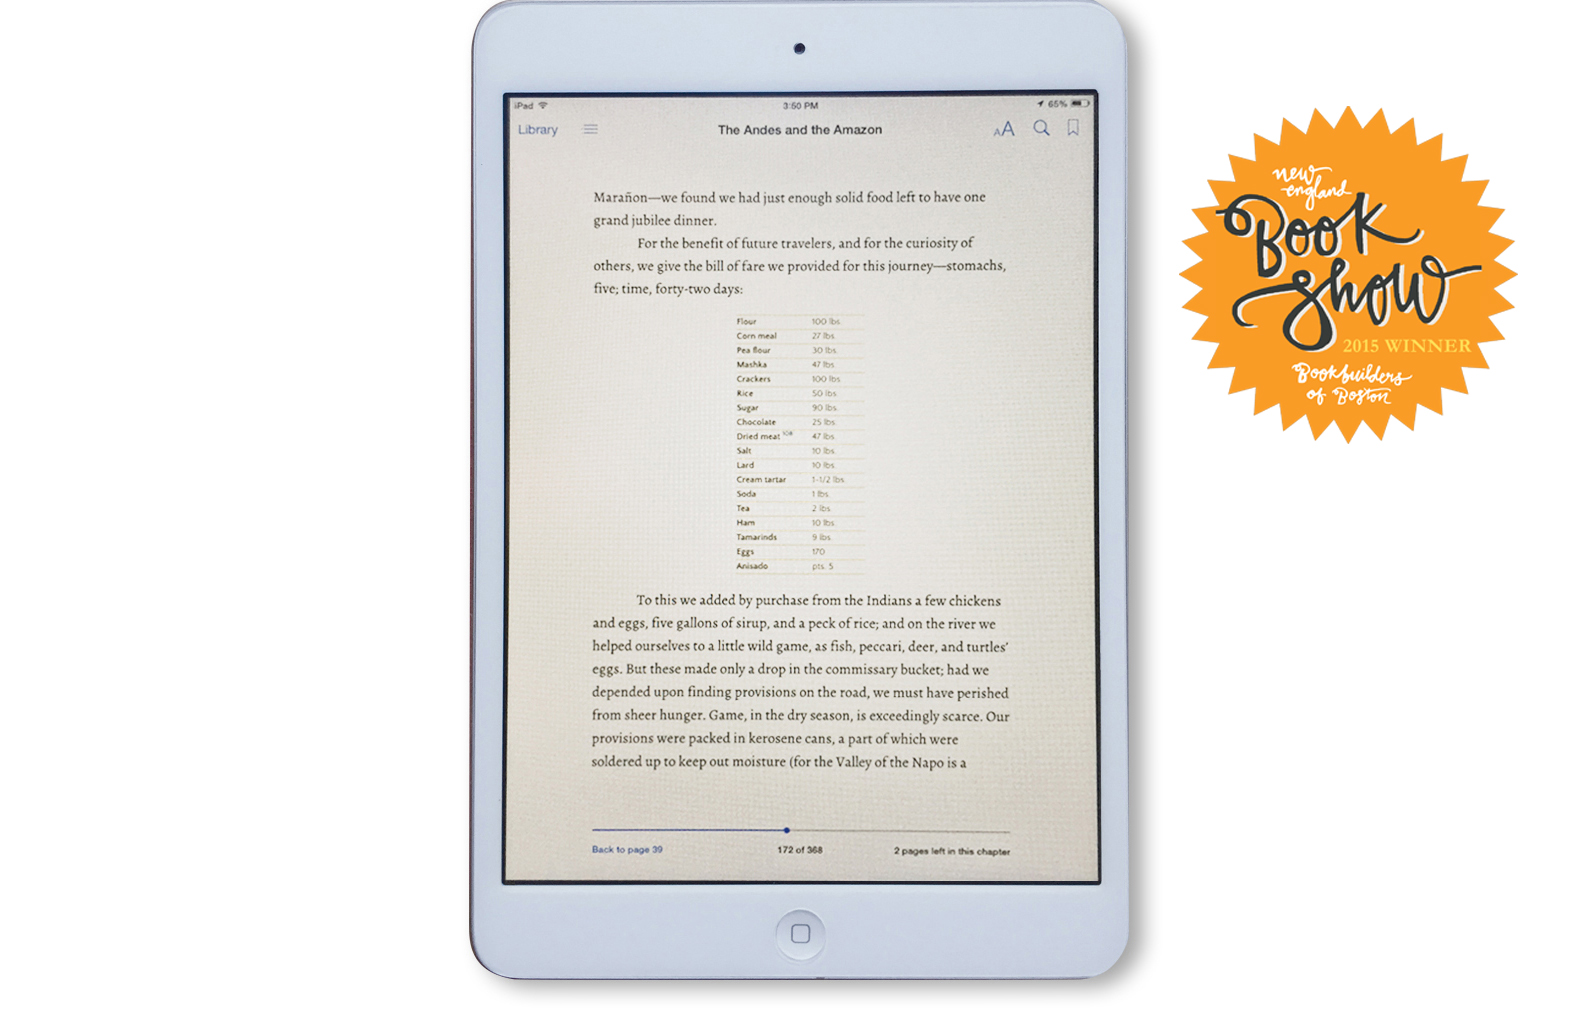 iPad
3:50 PM
65%
Library
The Andes and the Amazon
AA
Marañon—we found we had just enough solid food left to have one
grand jubilee dinner.
For the benefit of future travelers, and for the curiosity of
others, we give the bill of fare we provided for this journey—stomachs,
five; time, forty-two days:
Flour 100 lbs.
Corn meal 27 lbs.
Pea flour 30 lbs.
Mashka 47 lbs.
Crackers 100 lbs.
Rice 50 lbs.
Sugar 90 lbs.
Chocolate 25 lbs.
Dried meat 47 lbs.
Salt 10 lbs.
Lard 10 lbs.
Cream tartar 1-1/2 lbs.
Soda 1 lbs.
Tea 2 lbs.
Ham 10 lbs.
Tamarinds 9 lbs.
Eggs 170
Anisado pts. 5
To this we added by purchase from the Indians a few chickens
and eggs, five gallons of sirup, and a peck of rice; and on the river we
helped ourselves to a little wild game, as fish, peccari, deer, and turtles’
eggs. But these made only a drop in the commissary bucket; had we
depended upon finding provisions on the road, we must have perished
from sheer hunger. Game, in the dry season, is exceedingly scarce. Our
provisions were packed in kerosene cans, a part of which were
soldered up to keep out moisture (for the Valley of the Napo is a
Back to page 39
172 of 368
2 pages left in this chapter
new
england
Book
Show
2015 WINNER
Bookbuilders
of Boston